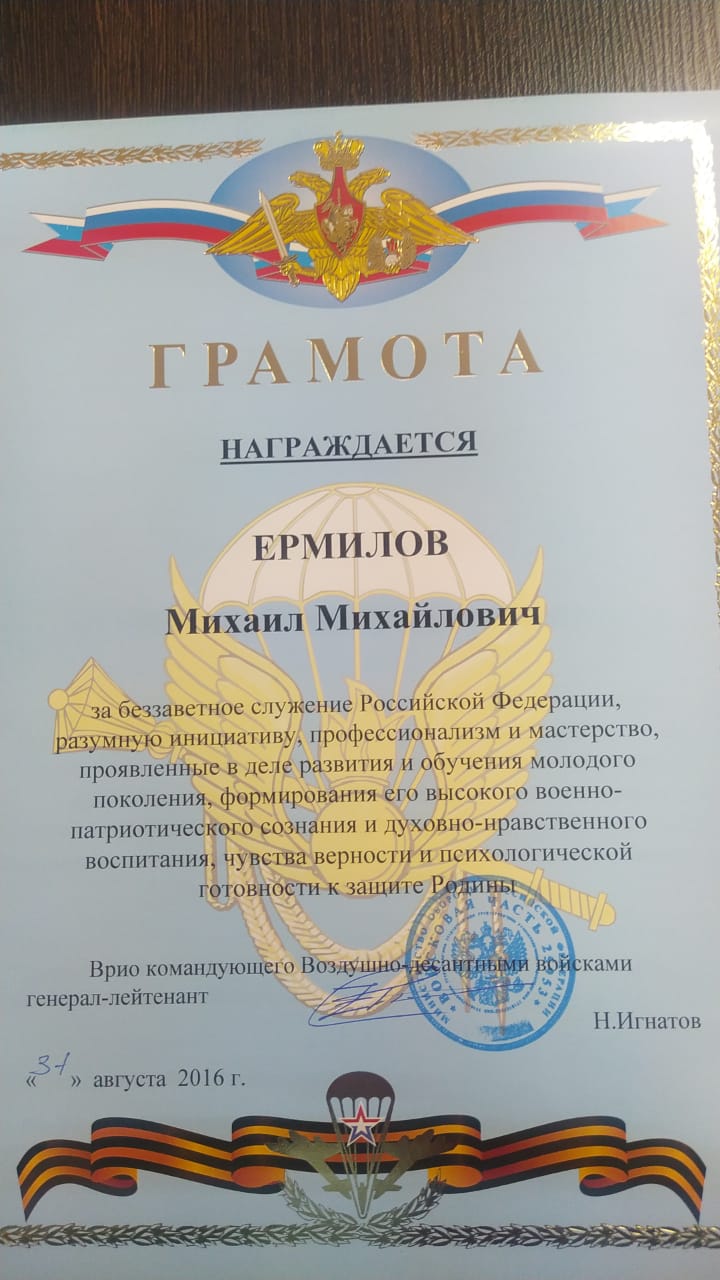 ГРАМОТА
НАГРАЖДАЕТСЯ
ЕРМИЛОВ
Михаил Михайлович
за беззаветное служение Российской Федерации,
разумную инициативу, профессионализм и мастерство,
проявленные в деле развития и обучения молодого
поколения, формирования его высокого военно-
патриотического сознания и духовно-нравственного
воспитания, чувства верности и психологической
готовности к защите Родины
Врио командующего Воздушно-десантными войсками
генерал-лейтенант
Н.Игнатов
«31» августа 2016 г.
ВОЙСКОВАЯ ЧАСТЬ